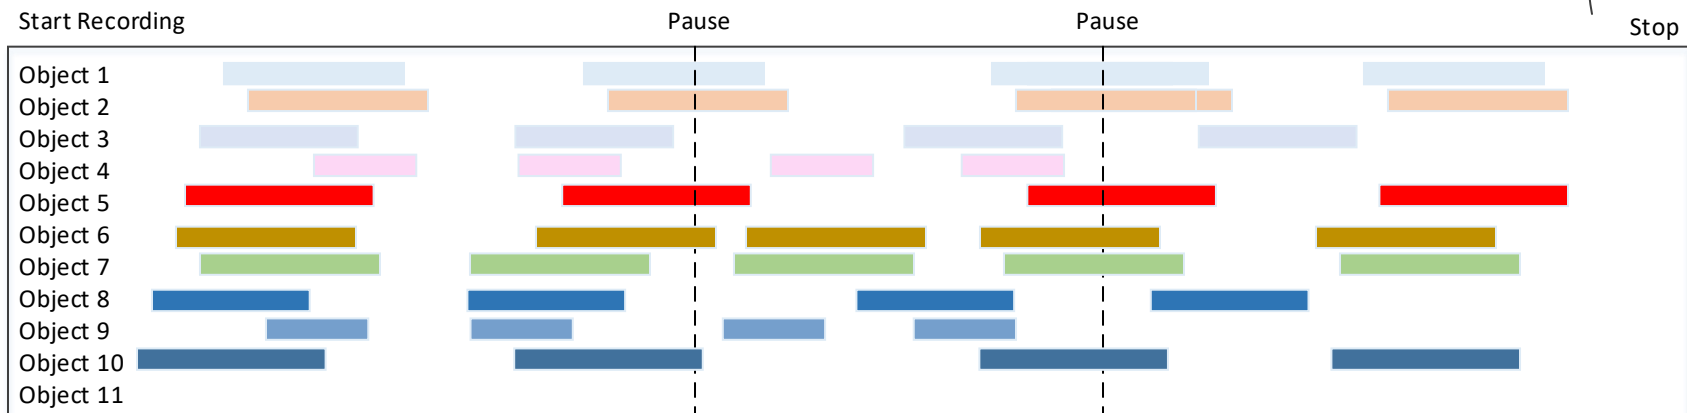 Start Recording Pause Pause Stop
Object 1
Object 2
Object 3
Object 4
Object 5
Object 6
Object 7
Object 8
Object 9
Object 10
Object 11